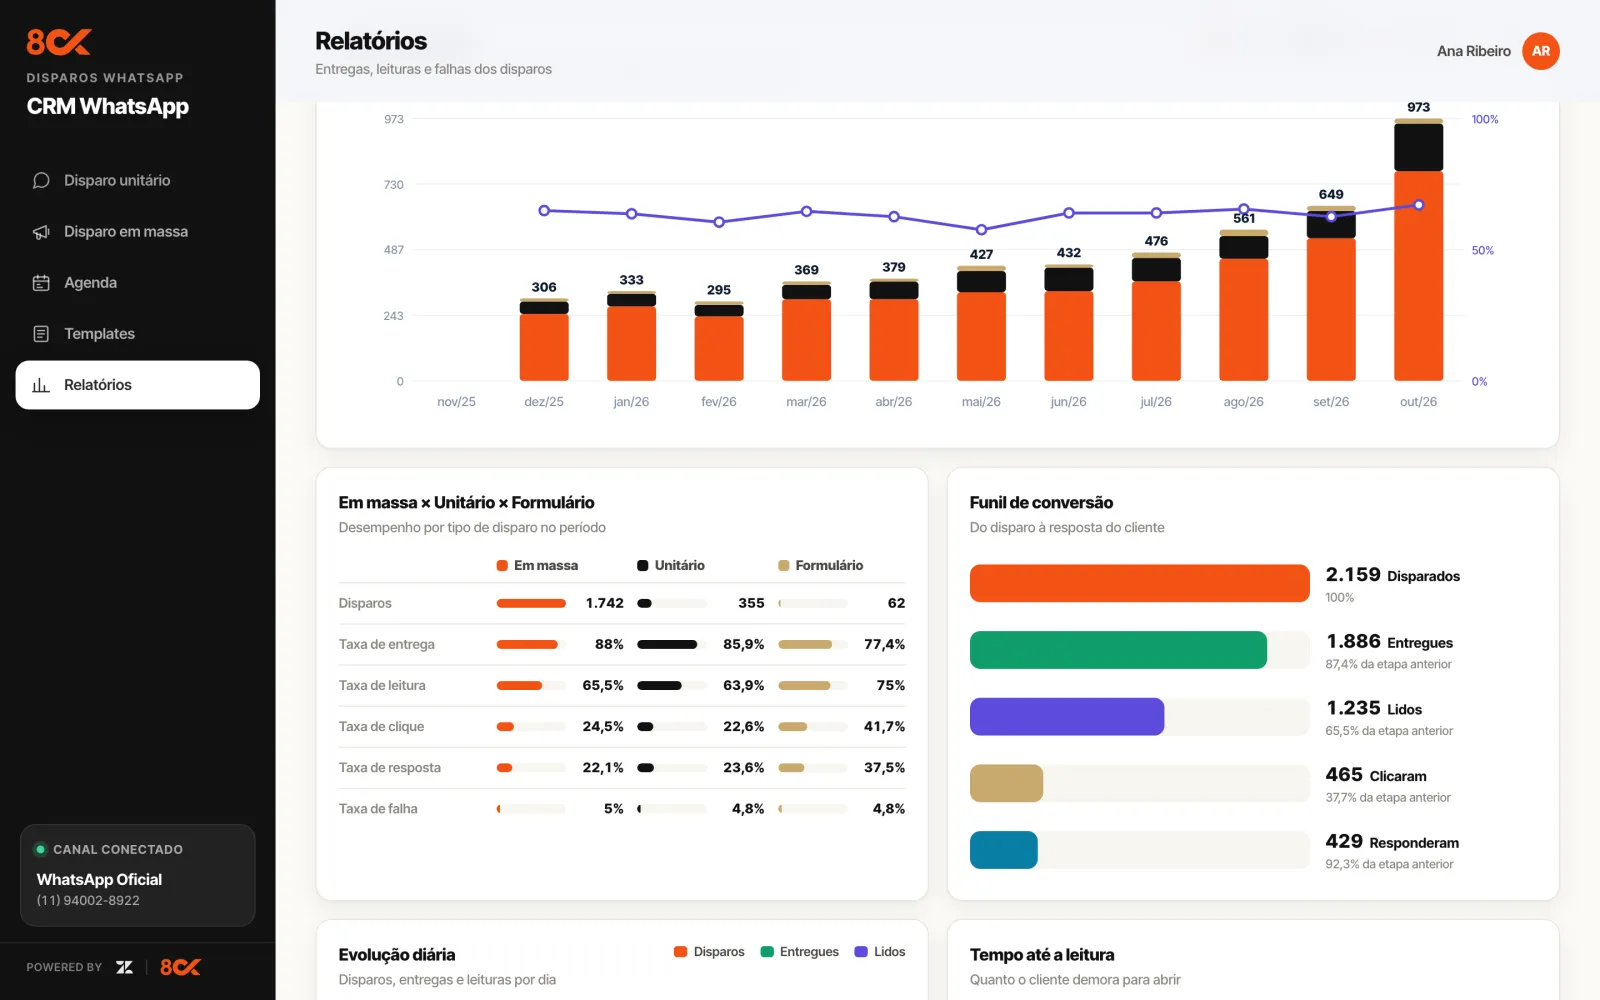 8CX
DISPAROS WHATSAPP
CRM WhatsApp
Disparo unitário
Disparo em massa
Agenda
Templates
Relatórios
CANAL CONECTADO
WhatsApp Oficial
(11) 94002-8922
POWERED BY
Relatórios
Entregas, leituras e falhas dos disparos
Ana Ribeiro AR
973 730 487 243 0
100% 50% 0%
306 333 295 369 379 427 432 476 561 649 973
nov/25 dez/25 jan/26 fev/26 mar/26 abr/26 mai/26 jun/26 jul/26 ago/26 set/26 out/26
Em massa × Unitário × Formulário
Desempenho por tipo de disparo no período
Em massa Unitário Formulário
Disparos 1.742 355 62
Taxa de entrega 88% 85,9% 77,4%
Taxa de leitura 65,5% 63,9% 75%
Taxa de clique 24,5% 22,6% 41,7%
Taxa de resposta 22,1% 23,6% 37,5%
Taxa de falha 5% 4,8% 4,8%
Funil de conversão
Do disparo à resposta do cliente
2.159 Disparados
100%
1.886 Entregues
87,4% da etapa anterior
1.235 Lidos
65,5% da etapa anterior
465 Clicaram
37,7% da etapa anterior
429 Responderam
92,3% da etapa anterior
Evolução diária
Disparos, entregas e leituras por dia
Disparos Entregues Lidos
Tempo até a leitura
Quanto o cliente demora para abrir